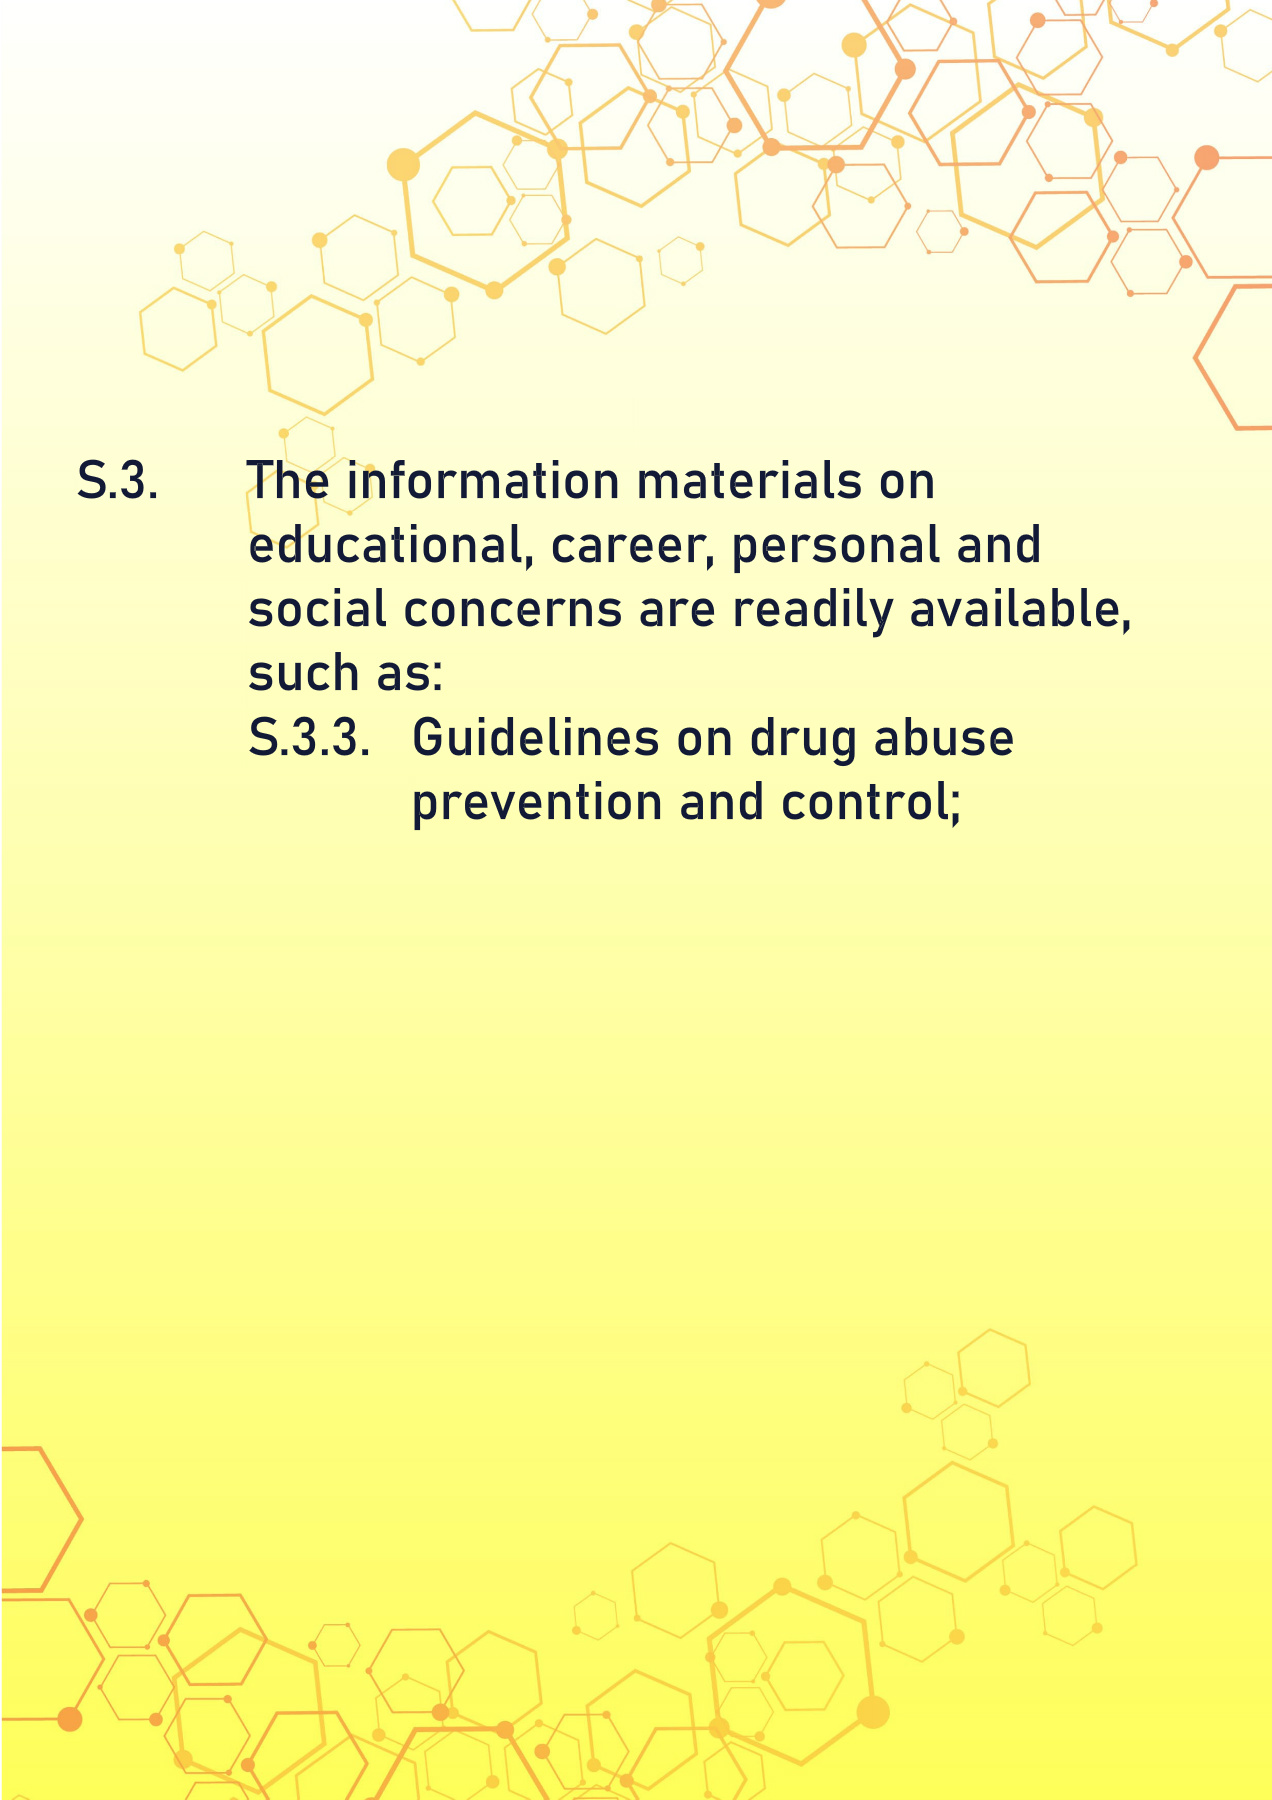 S.3. The information materials on
educational, career, personal and
social concerns are readily available,
such as:
S.3.3. Guidelines on drug abuse
prevention and control;